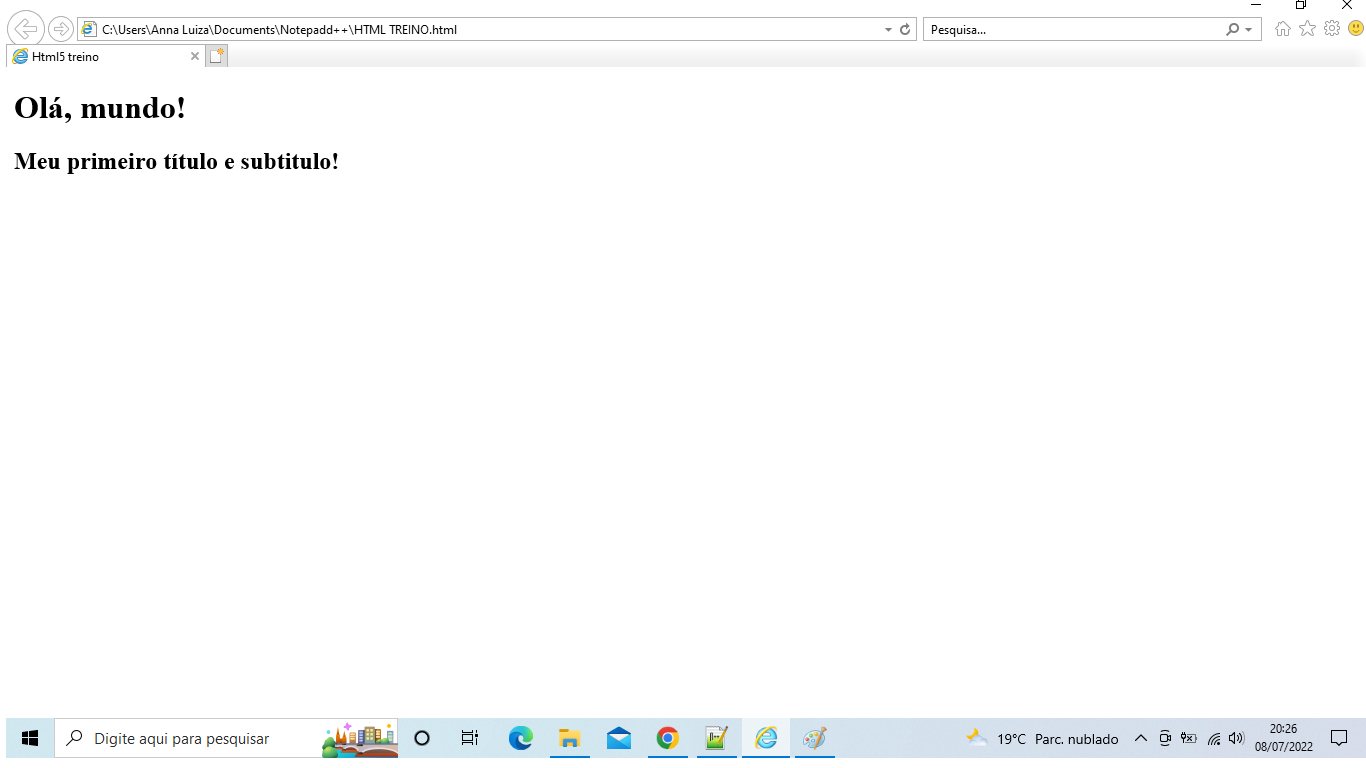 C:\Users\Anna Luiza\Documents\Notepadd++\HTML TREINO.html
Pesquisa...
Html5 treino
Olá, mundo!
Meu primeiro título e subtitulo!
Digite aqui para pesquisar
19°C Parc. nublado
20:26
08/07/2022